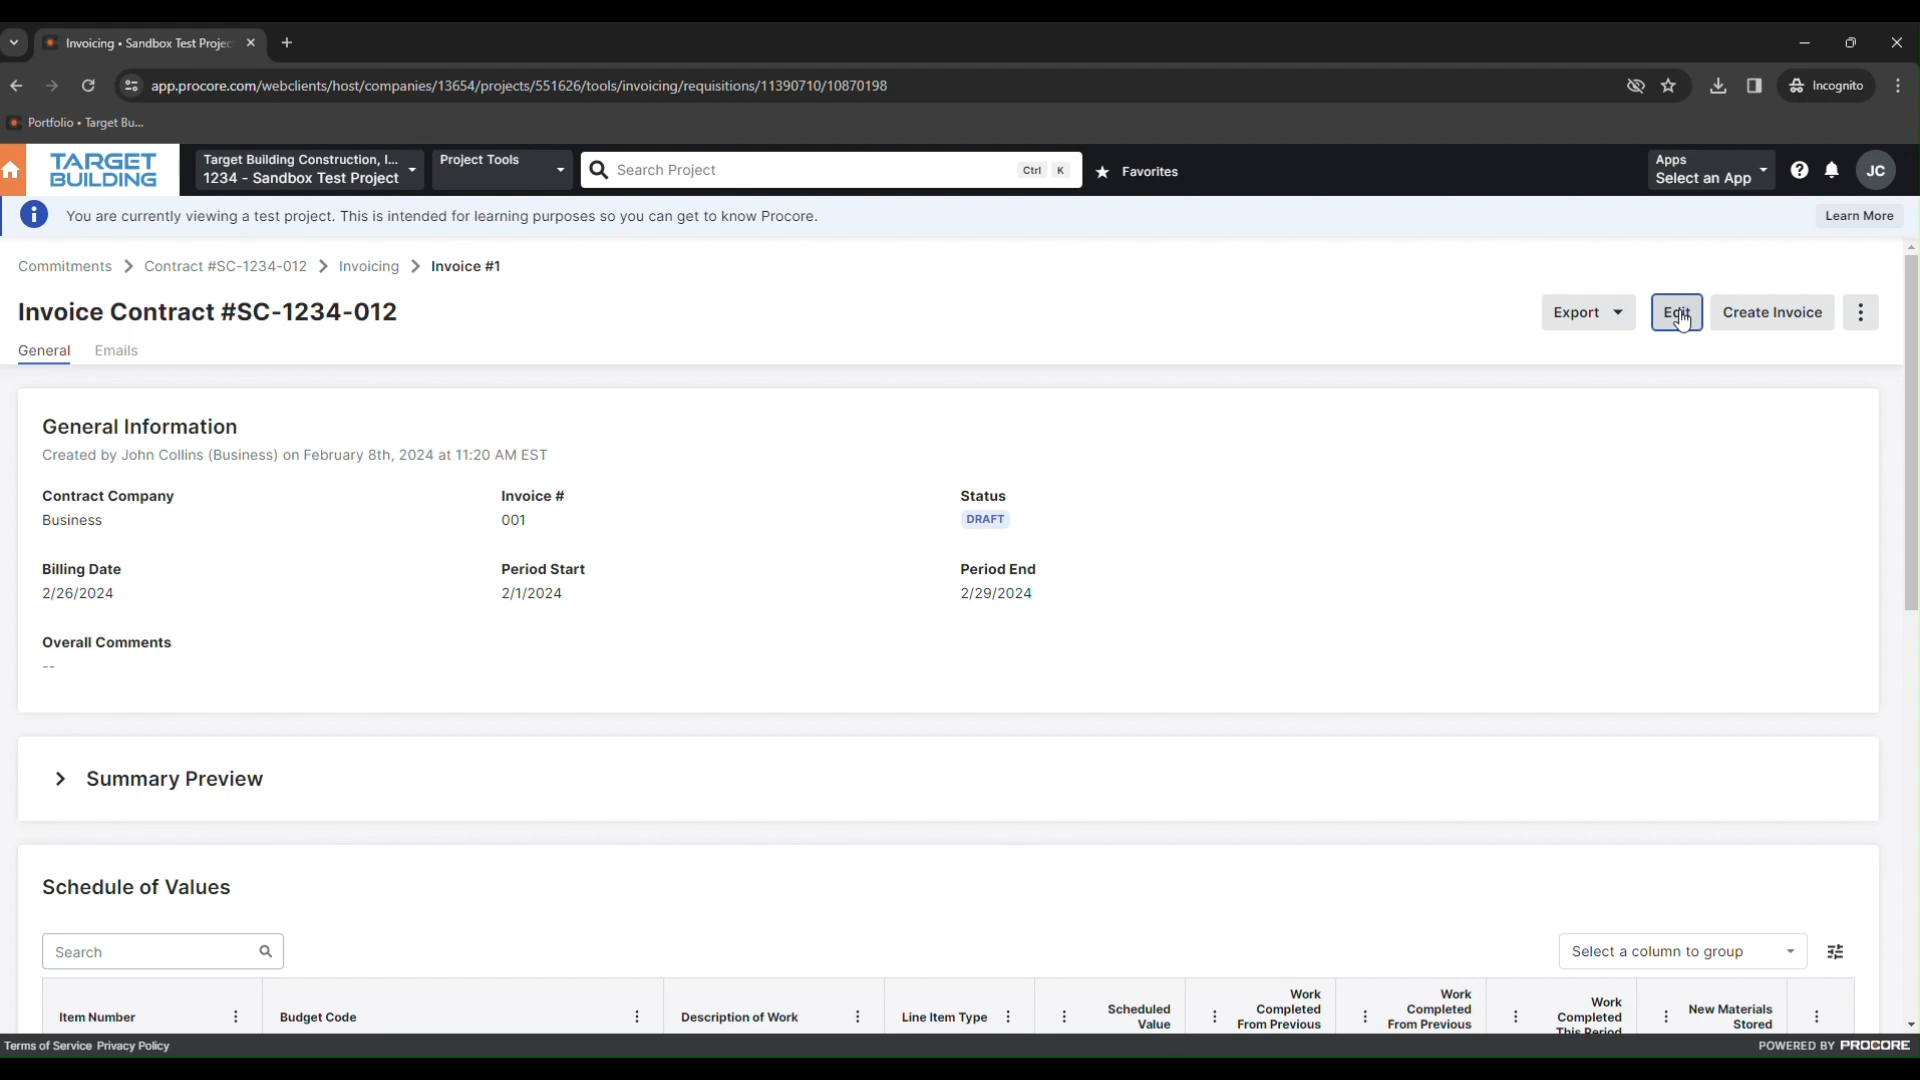 Invoicing • Sandbox Test Projec
app.procore.com/webclients/host/companies/13654/projects/551626/tools/invoicing/requisitions/11390710/10870198
Incognito
Portfolio • Target Bu...
TARGET
BUILDING
Target Building Construction, I...
1234 - Sandbox Test Project
Project Tools
Search Project
Ctrl K
Favorites
Apps
Select an App
JC
You are currently viewing a test project. This is intended for learning purposes so you can get to know Procore.
Learn More
Commitments > Contract #SC-1234-012 > Invoicing > Invoice #1
Invoice Contract #SC-1234-012
Export
Edit
Create Invoice
General
Emails
General Information
Created by John Collins (Business) on February 8th, 2024 at 11:20 AM EST
Contract Company
Invoice #
Status
Business
001
DRAFT
Billing Date
Period Start
Period End
2/26/2024
2/1/2024
2/29/2024
Overall Comments
--
Summary Preview
Schedule of Values
Search
Select a column to group
Item Number
Budget Code
Description of Work
Line Item Type
Scheduled
Value
Work
Completed
From Previous
Work
Completed
From Previous
Work
Completed
This Period
New Materials
Stored
Terms of Service Privacy Policy
POWERED BY PROCORE